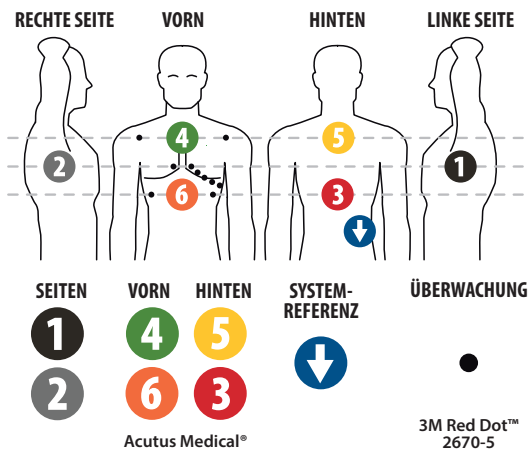 RECHTE SEITE
VORN
HINTEN
LINKE SEITE
4
5
2
1
6
3
SEITEN
VORN
HINTEN
SYSTEM-
REFERENZ
ÜBERWACHUNG
1
4
5
2
6
3
Acutus Medical®
3M Red Dot™
2670-5